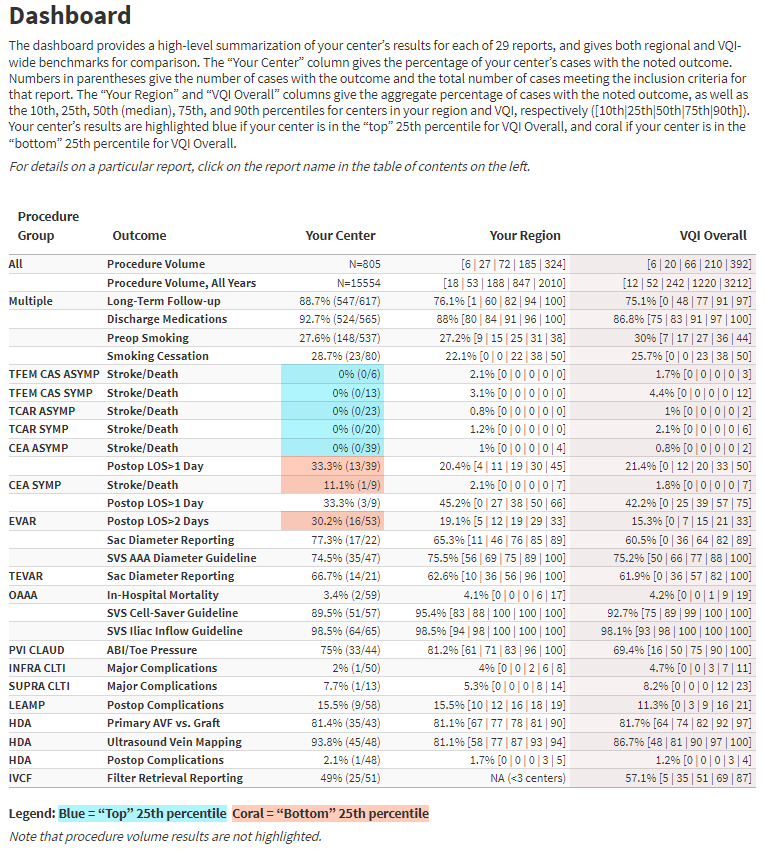 Dashboard
The dashboard provides a high-level summarization of your center's results for each of 29 reports, and gives both regional and VQI-
wide benchmarks for comparison. The "Your Center" column gives the percentage of your center's cases with the noted outcome.
Numbers in parentheses give the number of cases with the outcome and the total number of cases meeting the inclusion criteria for
that report. The "Your Region" and "VQI Overall" columns give the aggregate percentage of cases with the noted outcome, as well as
the 10th, 25th, 50th (median), 75th, and 90th percentiles for centers in your region and VQI, respectively ([10th|25th|50th|75th|90th]).
Your center's results are highlighted blue if your center is in the "top" 25th percentile for VQI Overall, and coral if your center is in the
"bottom" 25th percentile for VQI Overall.
For details on a particular report, click on the report name in the table of contents on the left.
Procedure
Group Outcome Your Center Your Region VQI Overall
All Procedure Volume N=805 [6 | 27 | 72 | 185 | 324] [6 | 20 | 66 | 210 | 392]
Procedure Volume, All Years N=15554 [18 | 53 | 188 | 847 | 2010] [12 | 52 | 242 | 1220 | 3212]
Multiple Long-Term Follow-up 88.7% (547/617) 76.1% [1 | 60 | 82 | 94 | 100] 75.1% [0 | 48 | 77 | 91 | 97]
Discharge Medications 92.7% (524/565) 88% [80 | 84 | 91 | 96 | 100] 86.8% [75 | 83 | 91 | 97 | 100]
Preop Smoking 27.6% (148/537) 27.2% [9 | 15 | 25 | 31 | 38] 30% [7 | 17 | 27 | 36 | 44]
Smoking Cessation 28.7% (23/80) 22.1% [0 | 0 | 22 | 38 | 50] 25.7% [0 | 0 | 23 | 38 | 50]
TFEM CAS ASYMP Stroke/Death 0% (0/6) 2.1% [0 | 0 | 0 | 0 | 0] 1.7% [0 | 0 | 0 | 0 | 3]
TFEM CAS SYMP Stroke/Death 0% (0/13) 3.1% [0 | 0 | 0 | 0 | 0] 4.4% [0 | 0 | 0 | 0 | 12]
TCAR ASYMP Stroke/Death 0% (0/23) 0.8% [0 | 0 | 0 | 0 | 0] 1% [0 | 0 | 0 | 0 | 2]
TCAR SYMP Stroke/Death 0% (0/20) 1.2% [0 | 0 | 0 | 0 | 0] 2.1% [0 | 0 | 0 | 0 | 6]
CEA ASYMP Stroke/Death 0% (0/39) 1% [0 | 0 | 0 | 0 | 4] 0.8% [0 | 0 | 0 | 0 | 2]
Postop LOS>1 Day 33.3% (13/39) 20.4% [4 | 11 | 19 | 30 | 45] 21.4% [0 | 12 | 20 | 33 | 50]
CEA SYMP Stroke/Death 11.1% (1/9) 2.1% [0 | 0 | 0 | 0 | 7] 1.8% [0 | 0 | 0 | 0 | 7]
Postop LOS>1 Day 33.3% (3/9) 45.2% [0 | 27 | 38 | 50 | 66] 42.2% [0 | 25 | 39 | 57 | 75]
EVAR Postop LOS>2 Days 30.2% (16/53) 19.1% [5 | 12 | 19 | 29 | 33] 15.3% [0 | 7 | 15 | 21 | 33]
Sac Diameter Reporting 77.3% (17/22) 65.3% [11 | 46 | 76 | 85 | 89] 60.5% [0 | 36 | 64 | 82 | 89]
SVS AAA Diameter Guideline 74.5% (35/47) 75.5% [56 | 69 | 75 | 89 | 100] 75.2% [50 | 66 | 77 | 88 | 100]
TEVAR Sac Diameter Reporting 66.7% (14/21) 62.6% [10 | 36 | 56 | 96 | 100] 61.9% [0 | 36 | 57 | 82 | 100]
OAAA In-Hospital Mortality 3.4% (2/59) 4.1% [0 | 0 | 0 | 6 | 17] 4.2% [0 | 0 | 1 | 9 | 19]
SVS Cell-Saver Guideline 89.5% (51/57) 95.4% [83 | 88 | 100 | 100 | 100] 92.7% [75 | 89 | 99 | 100 | 100]
SVS Iliac Inflow Guideline 98.5% (64/65) 98.5% [94 | 98 | 100 | 100 | 100] 98.1% [93 | 98 | 100 | 100 | 100]
PVI CLAUD ABI/Toe Pressure 75% (33/44) 81.2% [61 | 71 | 83 | 96 | 100] 69.4% [16 | 50 | 75 | 90 | 100]
INFRA CLTI Major Complications 2% (1/50) 4% [0 | 0 | 2 | 6 | 8] 4.7% [0 | 0 | 3 | 7 | 11]
SUPRA CLTI Major Complications 7.7% (1/13) 5.3% [0 | 0 | 0 | 8 | 14] 8.2% [0 | 0 | 0 | 12 | 23]
LEAMP Postop Complications 15.5% (9/58) 15.5% [10 | 12 | 16 | 18 | 19] 11.3% [0 | 3 | 9 | 16 | 21]
HDA Primary AVF vs. Graft 81.4% (35/43) 81.1% [67 | 77 | 78 | 81 | 90] 81.7% [64 | 74 | 82 | 92 | 97]
HDA Ultrasound Vein Mapping 93.8% (45/48) 81.1% [58 | 77 | 87 | 93 | 94] 86.7% [48 | 81 | 90 | 97 | 100]
HDA Postop Complications 2.1% (1/48) 1.7% [0 | 0 | 0 | 3 | 5] 1.2% [0 | 0 | 0 | 3 | 4]
IVCF Filter Retrieval Reporting 49% (25/51) NA (<3 centers) 57.1% [5 | 35 | 51 | 69 | 87]
Legend: Blue = "Top" 25th percentile Coral = "Bottom" 25th percentile
Note that procedure volume results are not highlighted.